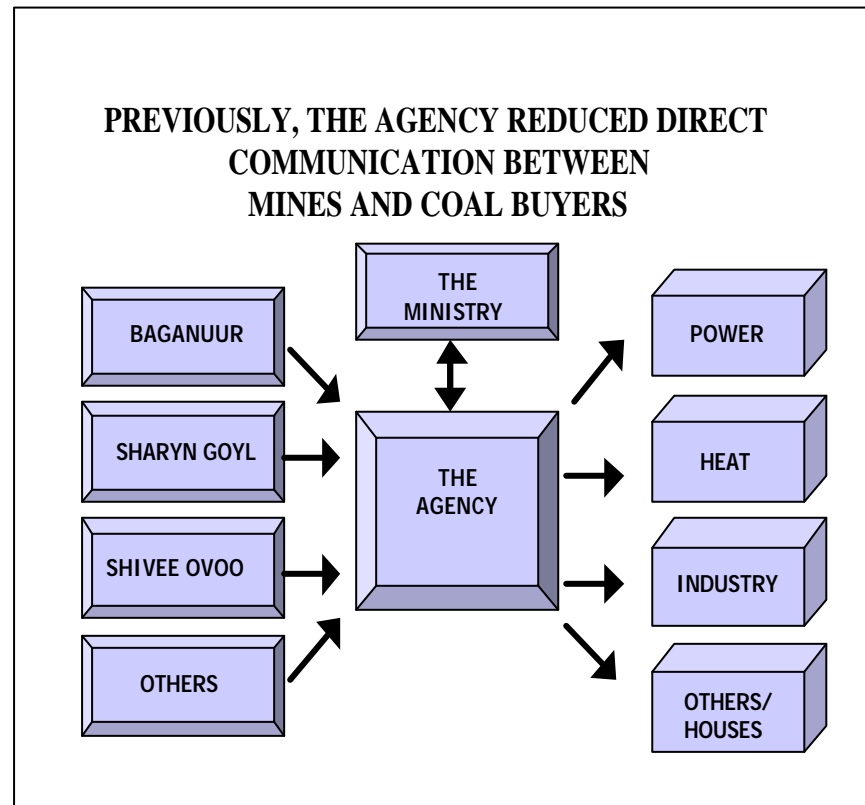 PREVIOUSLY, THE AGENCY REDUCED DIRECT
COMMUNICATION BETWEEN
MINES AND COAL BUYERS
THE
MINISTRY
BAGANUUR
SHARYN GOYL
SHIVEE OVOO
OTHERS
THE
AGENCY
POWER
HEAT
INDUSTRY
OTHERS/
HOUSES